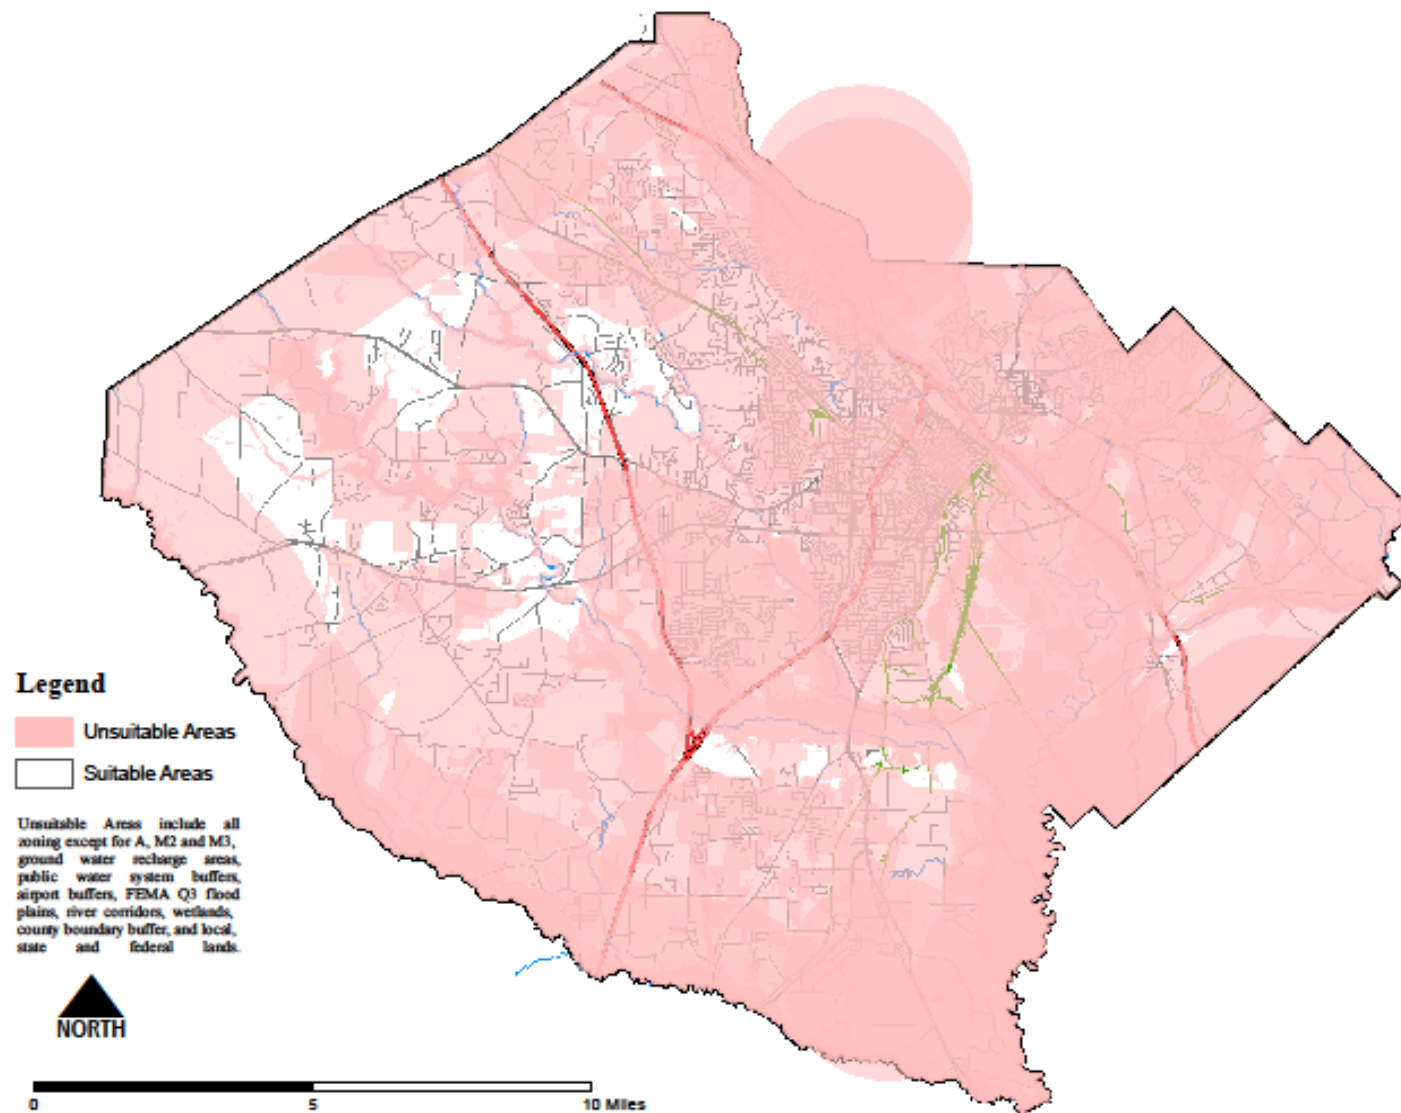 Legend
Unsuitable Areas
Suitable Areas
Unsuitable Areas include all
zoning except for A, M2 and M3,
ground water recharge areas,
public water system buffers,
airport buffers, FEMA Q3 flood
plains, river corridors, wetlands,
county boundary buffer, and local,
state and federal lands.
NORTH
0 5 10 Miles